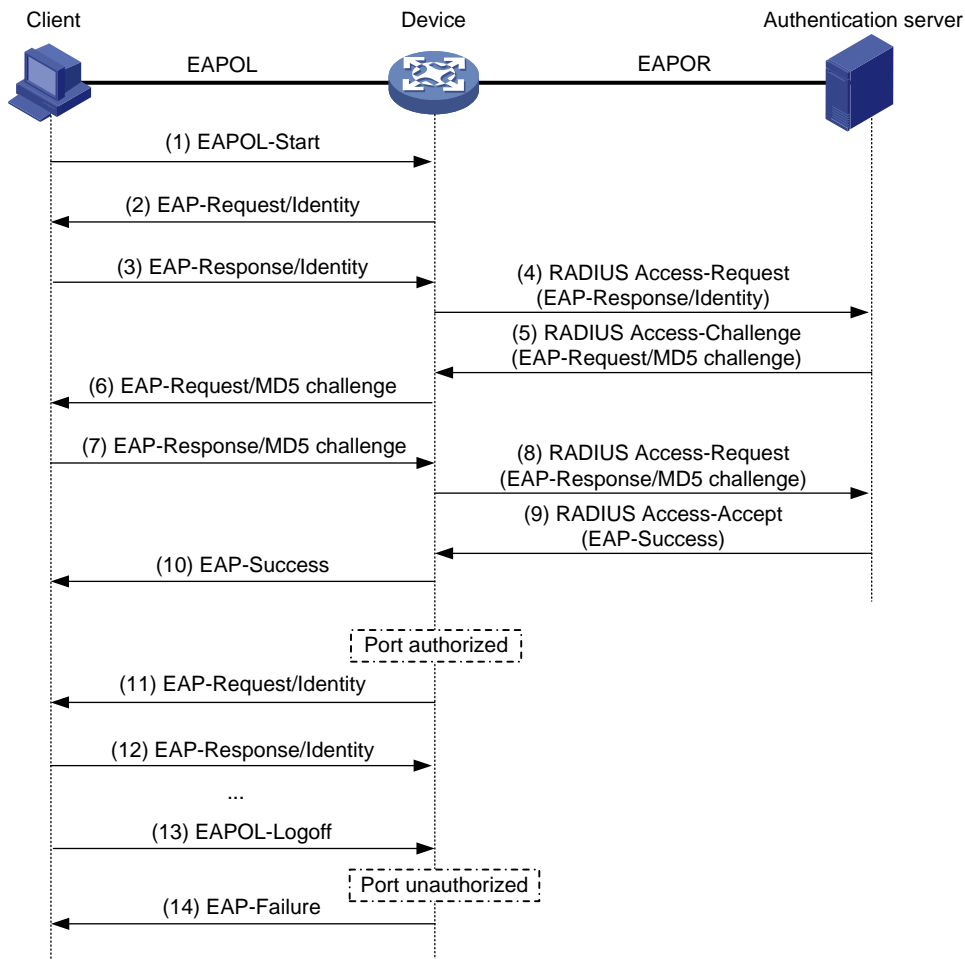 Client
Device
Authentication server
EAPOL
EAPOR
(1) EAPOL-Start
(2) EAP-Request/Identity
(3) EAP-Response/Identity
(4) RADIUS Access-Request
(EAP-Response/Identity)
(5) RADIUS Access-Challenge
(EAP-Request/MD5 challenge)
(6) EAP-Request/MD5 challenge
(7) EAP-Response/MD5 challenge
(8) RADIUS Access-Request
(EAP-Response/MD5 challenge)
(9) RADIUS Access-Accept
(EAP-Success)
(10) EAP-Success
Port authorized
(11) EAP-Request/Identity
(12) EAP-Response/Identity
...
(13) EAPOL-Logoff
Port unauthorized
(14) EAP-Failure